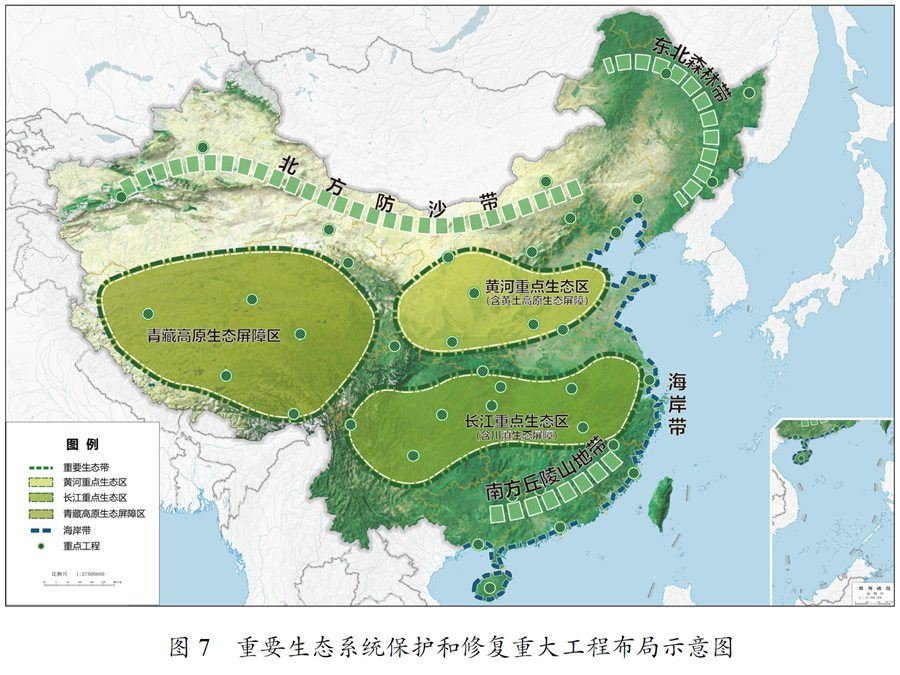 东北森林带
北方防沙带
黄河重点生态区
(含黄土高原生态屏障)
青藏高原生态屏障区
海岸带
长江重点生态区
(含川滇生态屏障)
南方丘陵山地带
图例
重要生态带
黄河重点生态区
长江重点生态区
青藏高原生态屏障区
海岸带
重点工程
比例尺 1:27500000
南海诸岛
图 7 重要生态系统保护和修复重大工程布局示意图